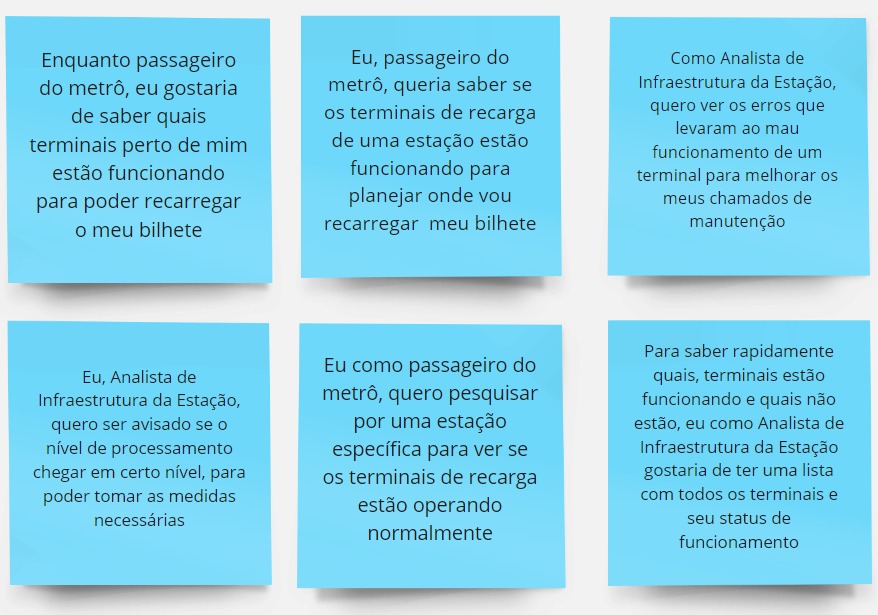 Enquanto passageiro
do metrô, eu gostaria
de saber quais
terminais perto de mim
estão funcionando
para poder recarregar
o meu bilhete
Eu, passageiro do
metrô, queria saber se
os terminais de recarga
de uma estação estão
funcionando para
planejar onde vou
recarregar  meu bilhete
Como Analista de
Infraestrutura da Estação,
quero ver os erros que
levaram ao mau
funcionamento de um
terminal para melhorar os
meus chamados de
manutenção
Eu, Analista de
Infraestrutura da Estação,
quero ser avisado se o
nível de processamento
chegar em certo nível, para
poder tomar as medidas
necessárias
Eu como passageiro do
metrô, quero pesquisar
por uma estação
específica para ver se
os terminais de recarga
estão operando
normalmente
Para saber rapidamente
quais, terminais estão
funcionando e quais não
estão, eu como Analista de
Infraestrutura da Estação
gostaria de ter uma lista
com todos os terminais e
seu status de
funcionamento